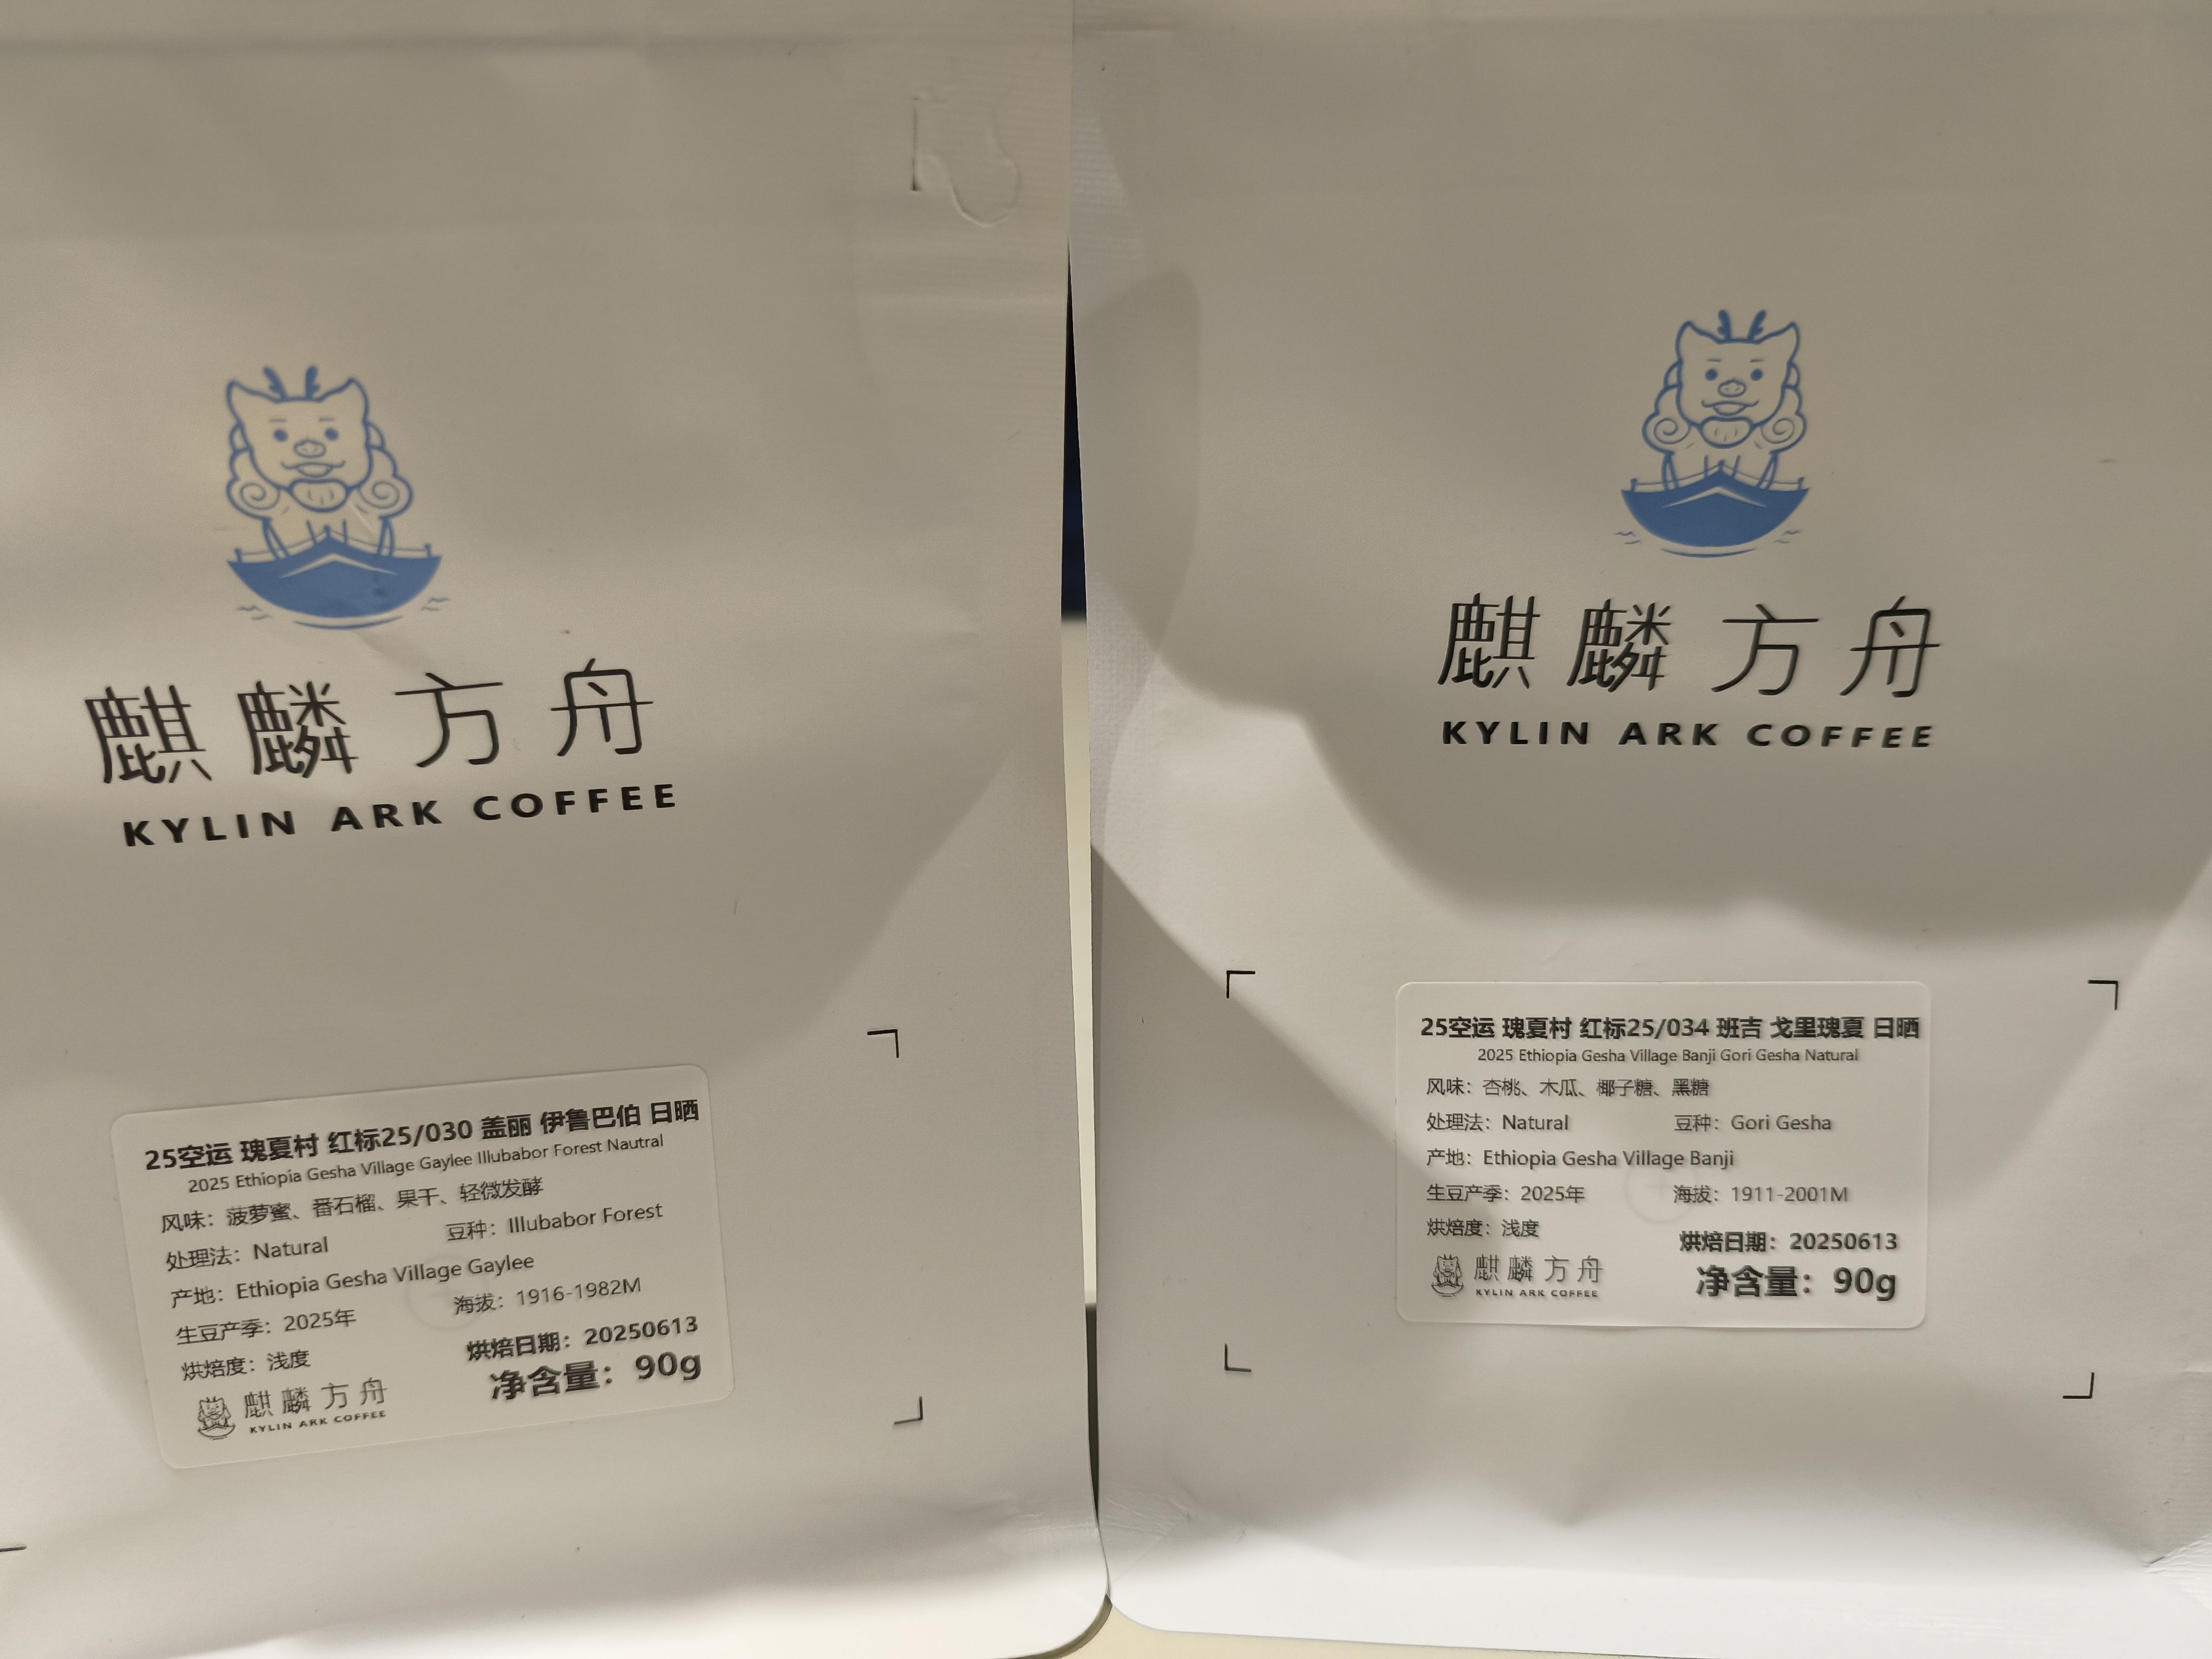 麒麟方舟
KYLIN ARK COFFEE
25空运 瑰夏村 红标25/030 盖丽 伊鲁巴伯 日晒
2025 Ethiopia Gesha Village Gaylee Illubabor Forest Nautral
风味：菠萝蜜、番石榴、果干、轻微发酵
处理法：Natural 豆种：Illubabor Forest
产地：Ethiopia Gesha Village Gaylee
生豆产季：2025年 海拔：1916-1982M
烘焙度：浅度 烘焙日期：20250613
净含量：90g
麒麟方舟
KYLIN ARK COFFEE
麒麟方舟
KYLIN ARK COFFEE
25空运 瑰夏村 红标25/034 班吉 戈里瑰夏 日晒
2025 Ethiopia Gesha Village Banji Gori Gesha Natural
风味：杏桃、木瓜、椰子糖、黑糖
处理法：Natural 豆种：Gori Gesha
产地：Ethiopia Gesha Village Banji
生豆产季：2025年 海拔：1911-2001M
烘焙度：浅度 烘焙日期：20250613
净含量：90g
麒麟方舟
KYLIN ARK COFFEE